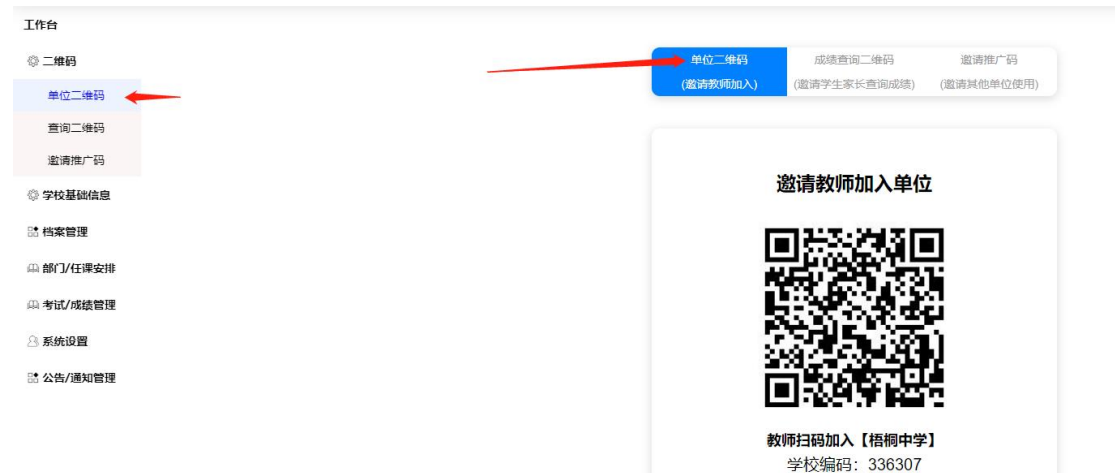 工作台
二维码
单位二维码
查询二维码
邀请推广码
学校基础信息
档案管理
部门/任课安排
考试/成绩管理
系统设置
公告/通知管理
单位二维码
(邀请教师加入)
成绩查询二维码
(邀请学生家长查询成绩)
邀请推广码
(邀请其他单位使用)
邀请教师加入单位
教师扫码加入【梧桐中学】
学校编码：336307